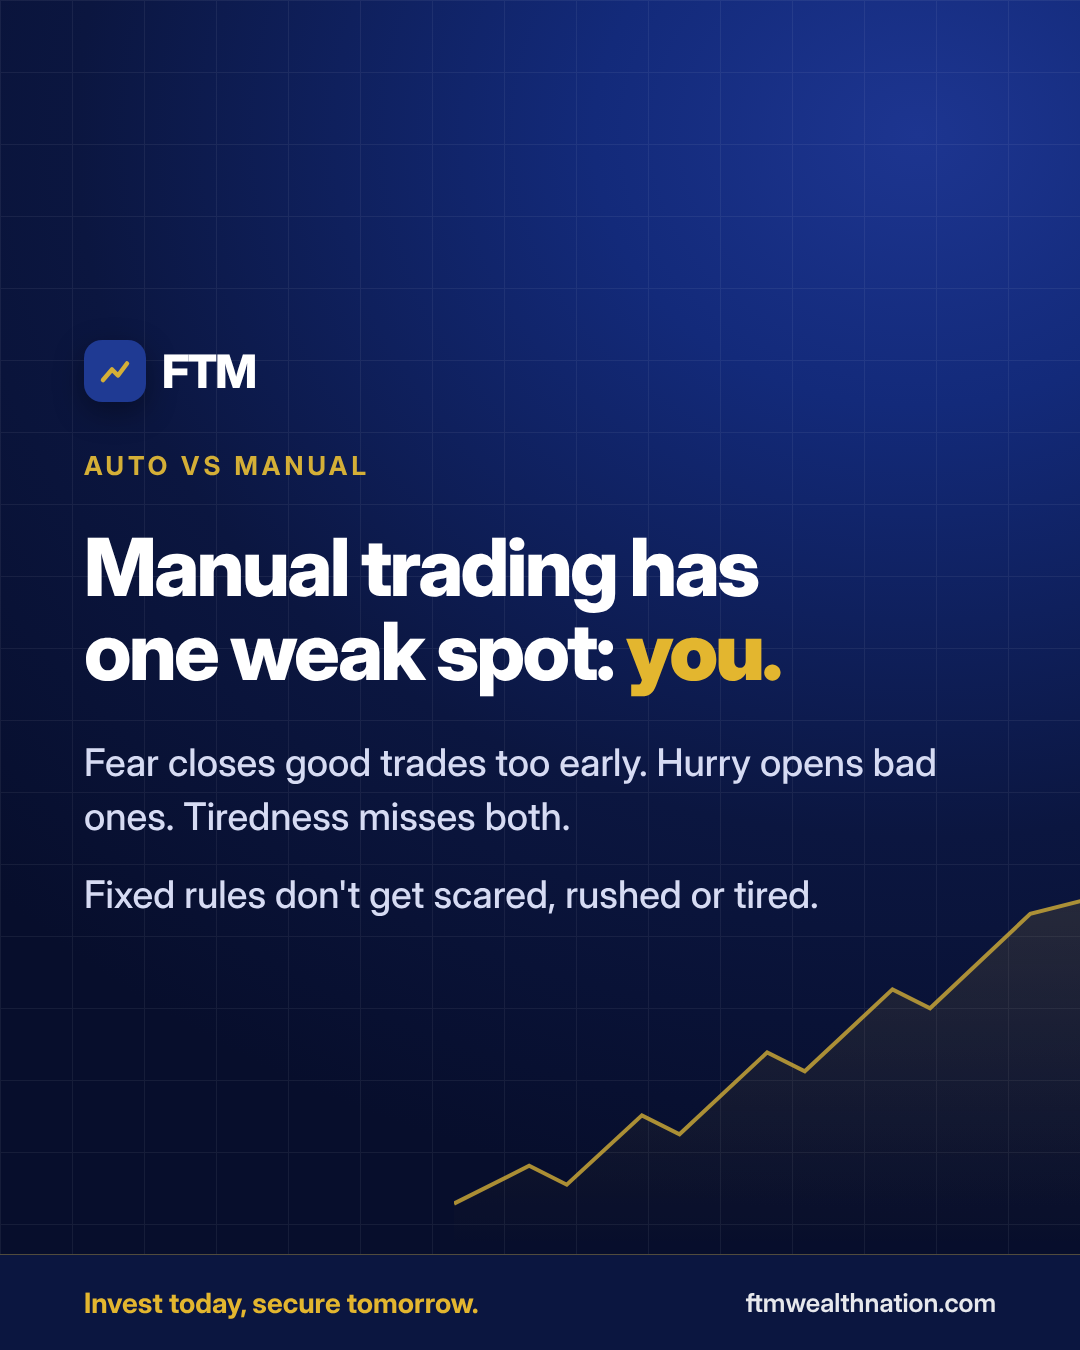 FTM
AUTO VS MANUAL
Manual trading has
one weak spot: you.
Fear closes good trades too early. Hurry opens bad
ones. Tiredness misses both.
Fixed rules don't get scared, rushed or tired.
Invest today, secure tomorrow.
ftmwealthnation.com